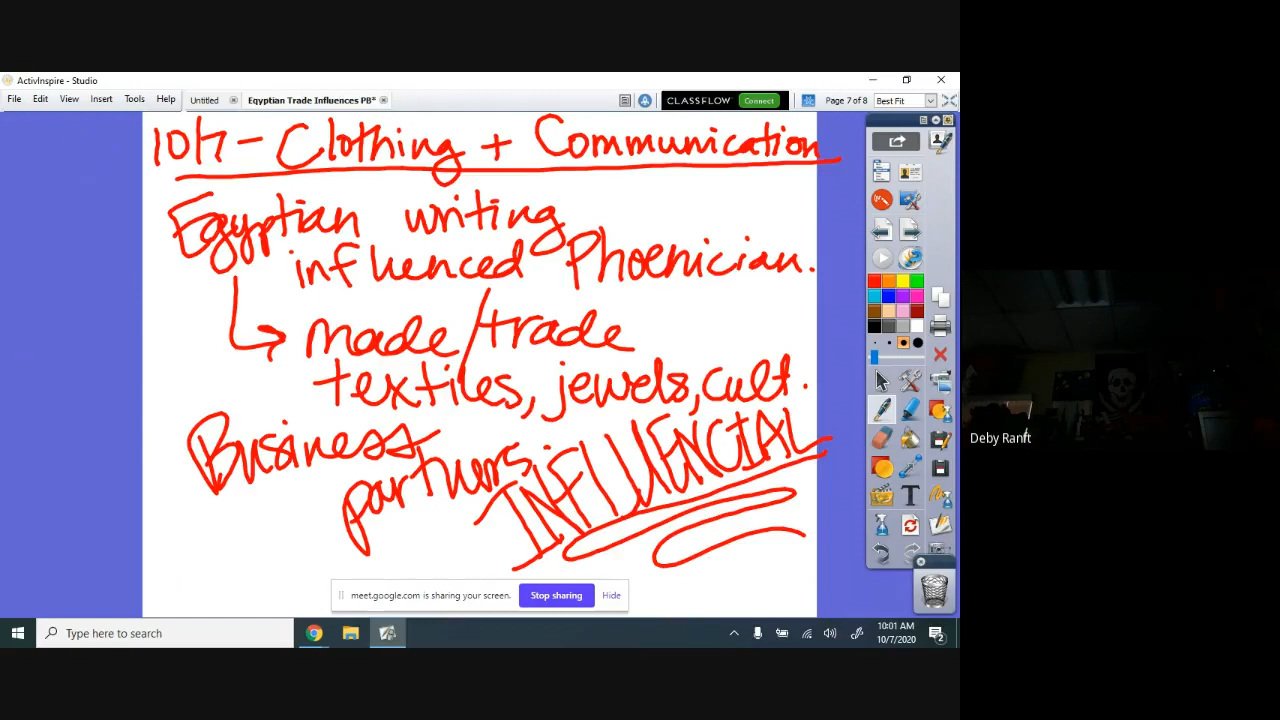 ActivInspire - Studio
File Edit View Insert Tools Help Untitled Egyptian Trade Influences PB* CLASSFLOW Connect Page 7 of 8 Best Fit
10/7 - Clothing + Communication
Egyptian writing
influenced Phoenician.
made/trade
textiles, jewels, cult.
Business
partners.
INFLUENCIAL
Deby Ranft
meet.google.com is sharing your screen. Stop sharing Hide
Type here to search
10:01 AM
10/7/2020
2